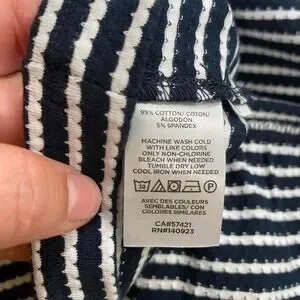 95% COTTON/ COTON/
ALGODON
5% SPANDEX
MACHINE WASH COLD
WITH LIKE COLORS
ONLY NON-CHLORINE
BLEACH WHEN NEEDED
TUMBLE DRY LOW
COOL IRON WHEN NEEDED
30 P
AVEC DES COULEURS
SEMBLABLES/ CON
COLORES SIMILARES
CA#57421
RN#140923